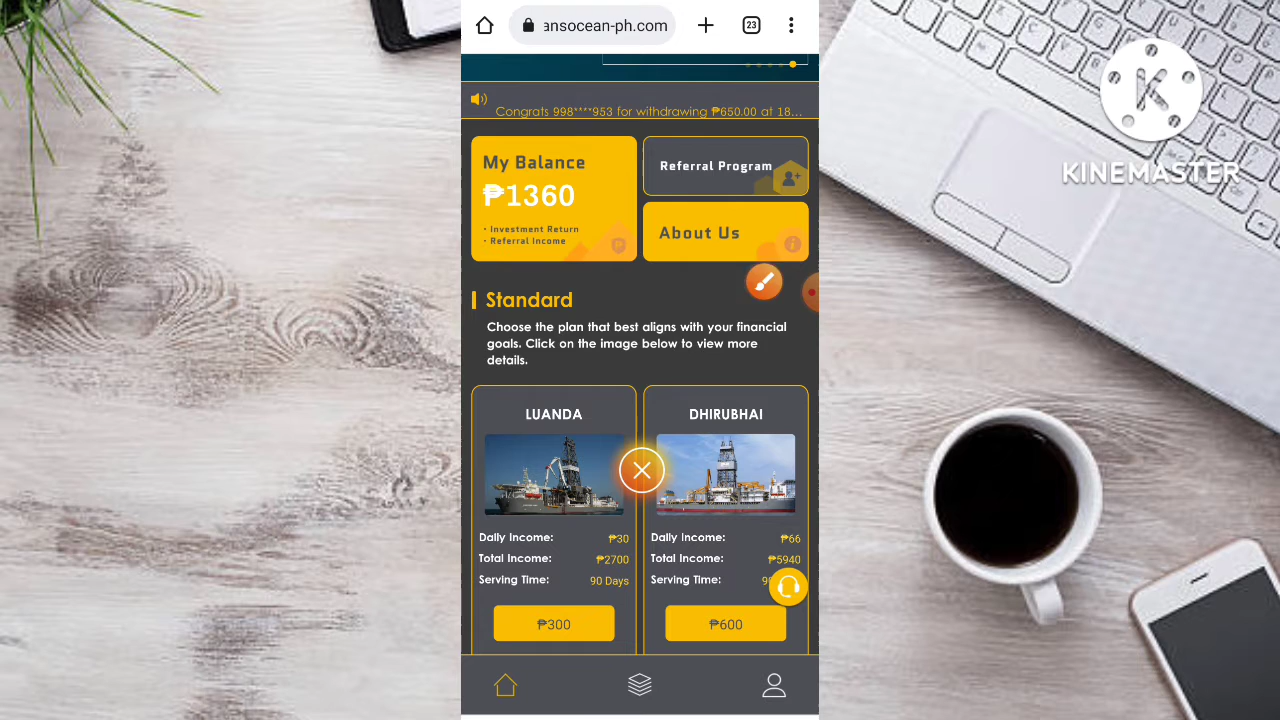 ansocean-ph.com
23
Congrats 998****953 for withdrawing ₱650.00 at 18...
My Balance
₱1360
• Investment Return
• Referral Income
Referral Program
About Us
Standard
Choose the plan that best aligns with your financial
goals. Click on the image below to view more
details.
LUANDA
Daily Income: ₱30
Total Income: ₱2700
Serving Time: 90 Days
₱300
DHIRUBHAI
Daily Income: ₱66
Total Income: ₱5940
Serving Time:
₱600
KINEMASTER